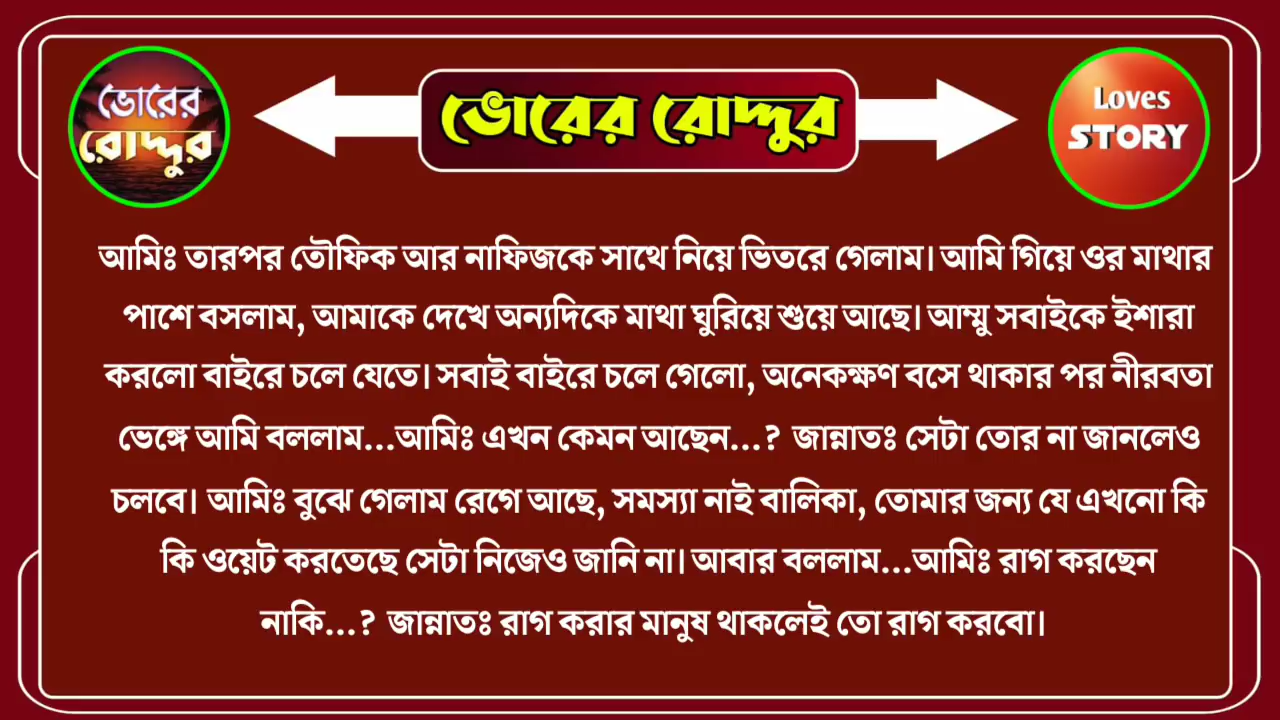 ভোরের
রোদ্দুর
ভোরের রোদ্দুর
Loves
STORY
আমিঃ তারপর তৌফিক আর নাফিজকে সাথে নিয়ে ভিতরে গেলাম। আমি গিয়ে ওর মাথার
পাশে বসলাম, আমাকে দেখে অন্যদিকে মাথা ঘুরিয়ে শুয়ে আছে। আম্মু সবাইকে ইশারা
করলো বাইরে চলে যেতে। সবাই বাইরে চলে গেলো, অনেকক্ষণ বসে থাকার পর নীরবতা
ভেঙ্গে আমি বললাম...আমিঃ এখন কেমন আছেন...? জান্নাতঃ সেটা তোর না জানলেও
চলবে। আমিঃ বুঝে গেলাম রেগে আছে, সমস্যা নাই বালিকা, তোমার জন্য যে এখনো কি
কি ওয়েট করতেছে সেটা নিজেও জানি না। আবার বললাম...আমিঃ রাগ করছেন
নাকি...? জান্নাতঃ রাগ করার মানুষ থাকলেই তো রাগ করবো।